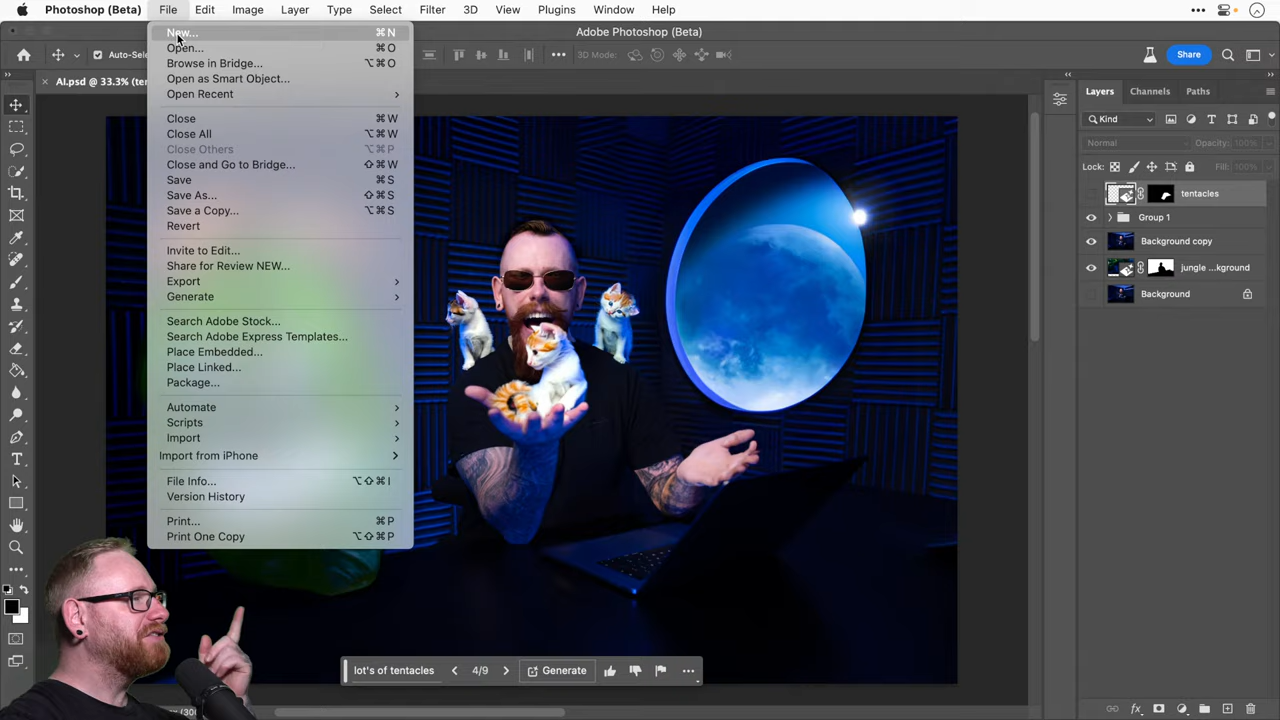 Photoshop (Beta) File Edit Image Layer Type Select Filter 3D View Plugins Window Help
Adobe Photoshop (Beta)
Auto-Sele
3D Mode:
Share
AI.psd @ 33.3% (ten
New... ⌘N
Open... ⌘O
Browse in Bridge... ⌥⌘O
Open as Smart Object...
Open Recent
Close ⌘W
Close All ⌥⌘W
Close Others
Close and Go to Bridge... ⇧⌘W
Save ⌘S
Save As... ⇧⌘S
Save a Copy... ⌥⌘S
Revert
Invite to Edit...
Share for Review NEW...
Export
Generate
Search Adobe Stock...
Search Adobe Express Templates...
Place Embedded...
Place Linked...
Package...
Automate
Scripts
Import
Import from iPhone
File Info... ⌥⇧⌘I
Version History
Print... ⌘P
Print One Copy ⌥⇧⌘P
Layers Channels Paths
Kind
Normal Opacity: 100%
Lock: Fill: 100%
tentacles
Group 1
Background copy
jungle ...kground
Background
lot's of tentacles 4/9 Generate